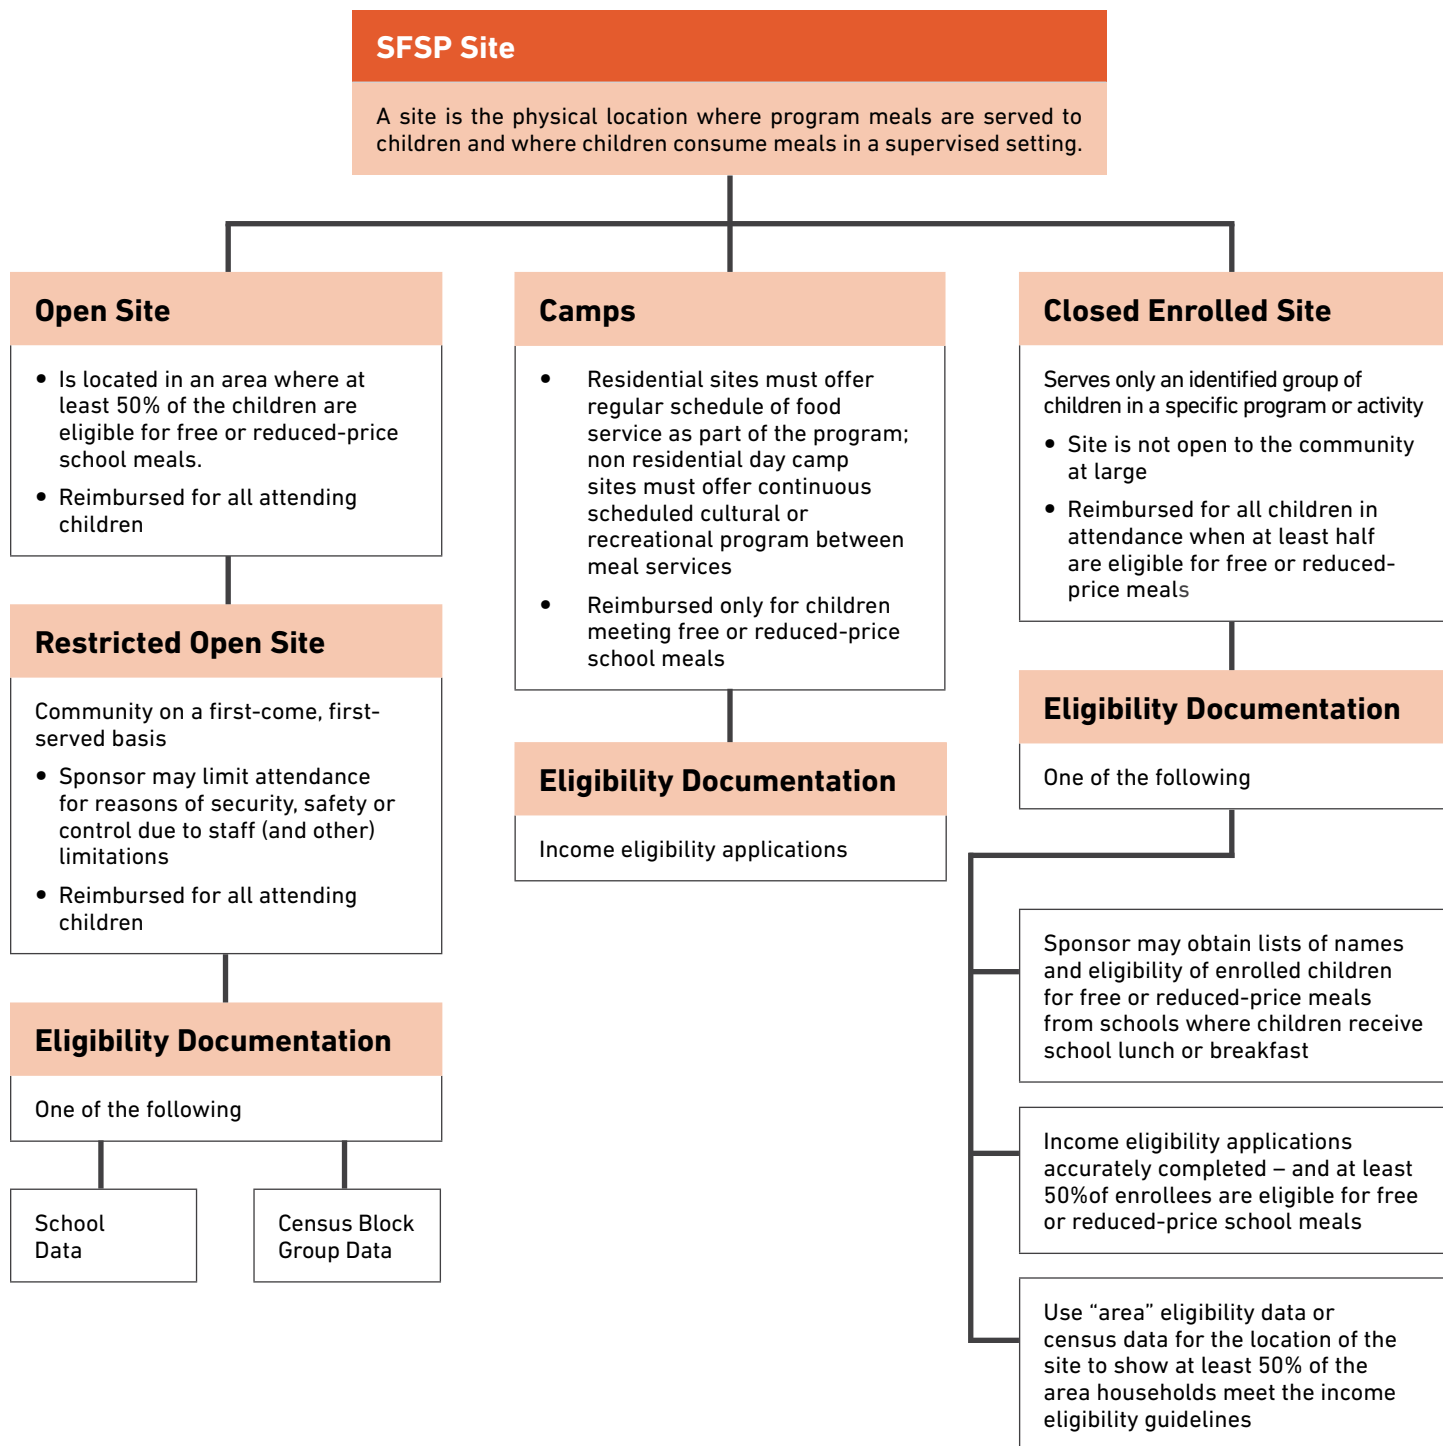 SFSP Site
A site is the physical location where program meals are served to
children and where children consume meals in a supervised setting.
Open Site
• Is located in an area where at
least 50% of the children are
eligible for free or reduced-price
school meals.
• Reimbursed for all attending
children
Restricted Open Site
Community on a first-come, first-
served basis
• Sponsor may limit attendance
for reasons of security, safety or
control due to staff (and other)
limitations
• Reimbursed for all attending
children
Eligibility Documentation
One of the following
School
Data
Census Block
Group Data
Camps
• Residential sites must offer
regular schedule of food
service as part of the program;
non residential day camp
sites must offer continuous
scheduled cultural or
recreational program between
meal services
• Reimbursed only for children
meeting free or reduced-price
school meals
Eligibility Documentation
Income eligibility applications
Closed Enrolled Site
Serves only an identified group of
children in a specific program or activity
• Site is not open to the community
at large
• Reimbursed for all children in
attendance when at least half
are eligible for free or reduced-
price meals
Eligibility Documentation
One of the following
Sponsor may obtain lists of names
and eligibility of enrolled children
for free or reduced-price meals
from schools where children receive
school lunch or breakfast
Income eligibility applications
accurately completed – and at least
50%of enrollees are eligible for free
or reduced-price school meals
Use “area” eligibility data or
census data for the location of the
site to show at least 50% of the
area households meet the income
eligibility guidelines